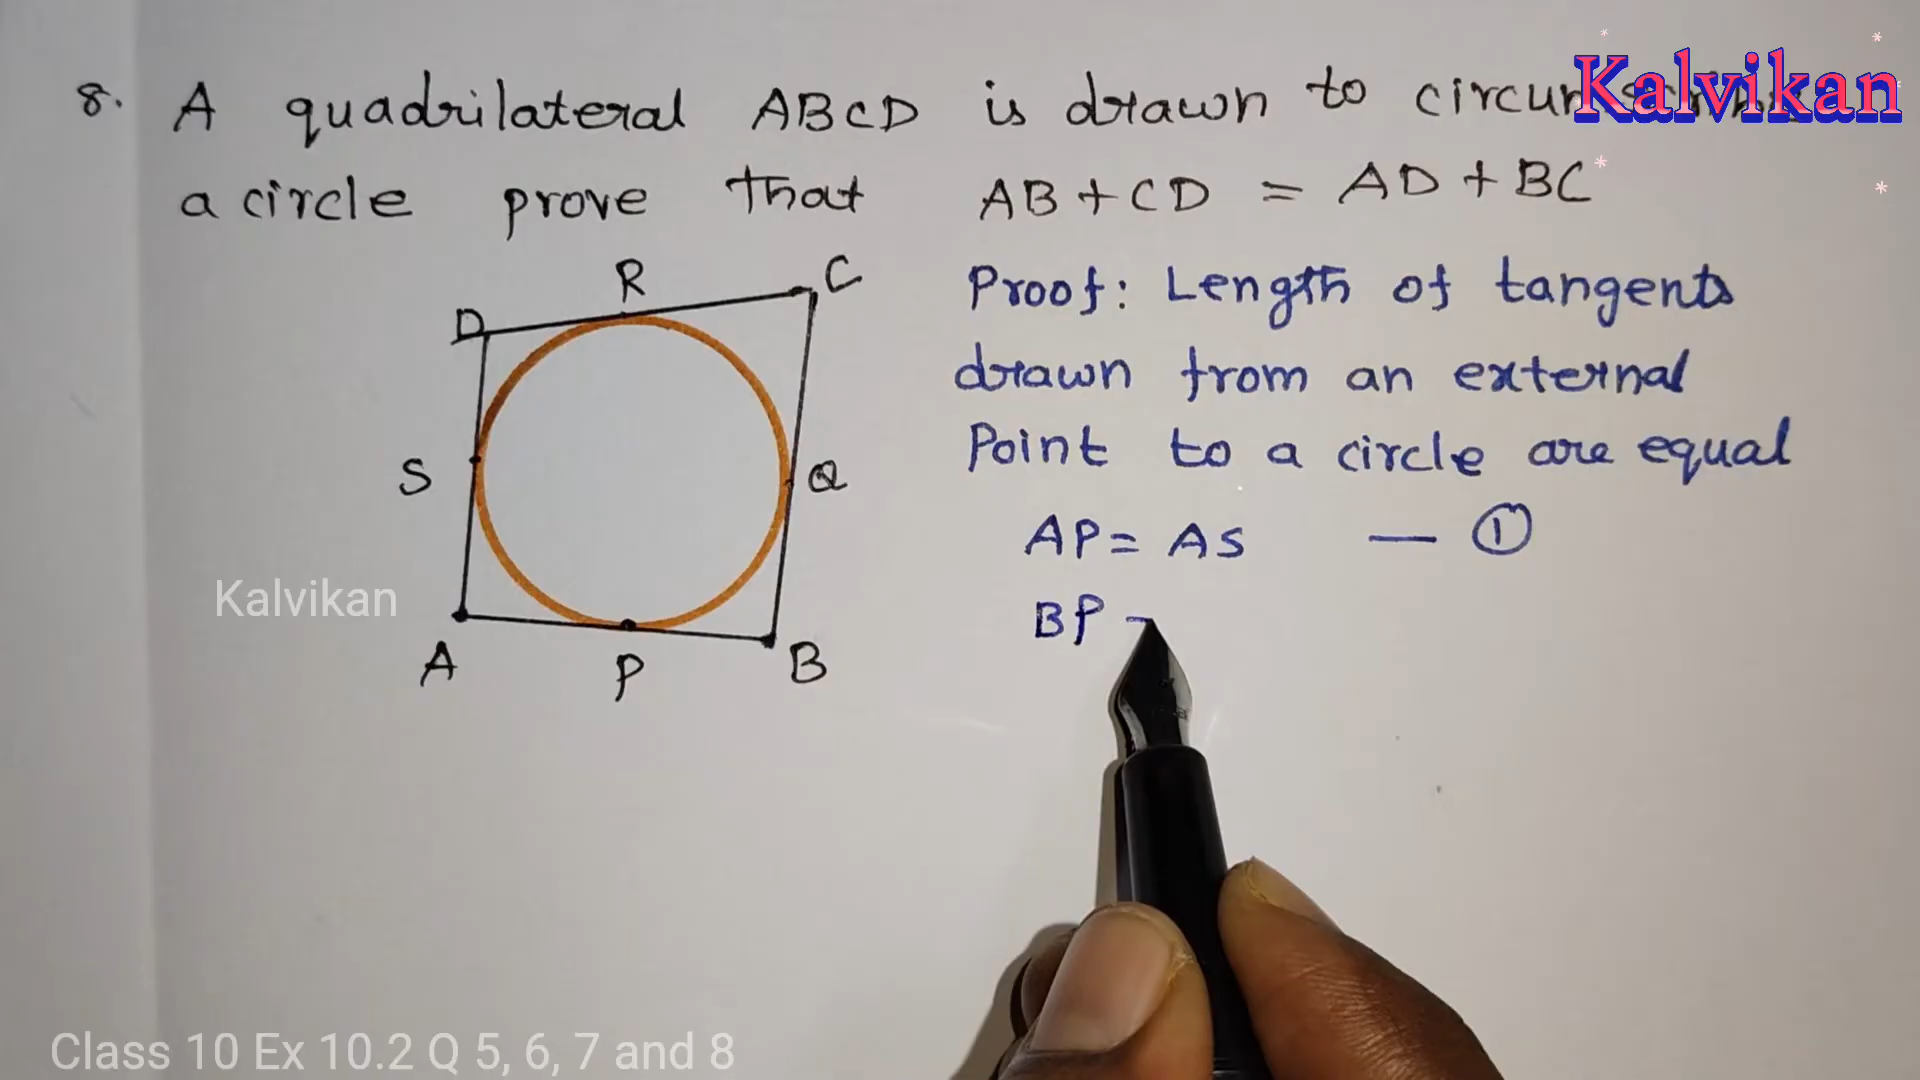 8. A quadrilateral ABCD is drawn to
Kalvikan
a circle prove that AB + CD = AD + BC
R
C
D
Proof: Length of tangents
drawn from an external
Point to a circle are equal
S
Q
AP = AS — ①
Kalvikan
BP -
A
P
B
Class 10 Ex 10.2 Q 5, 6, 7 and 8